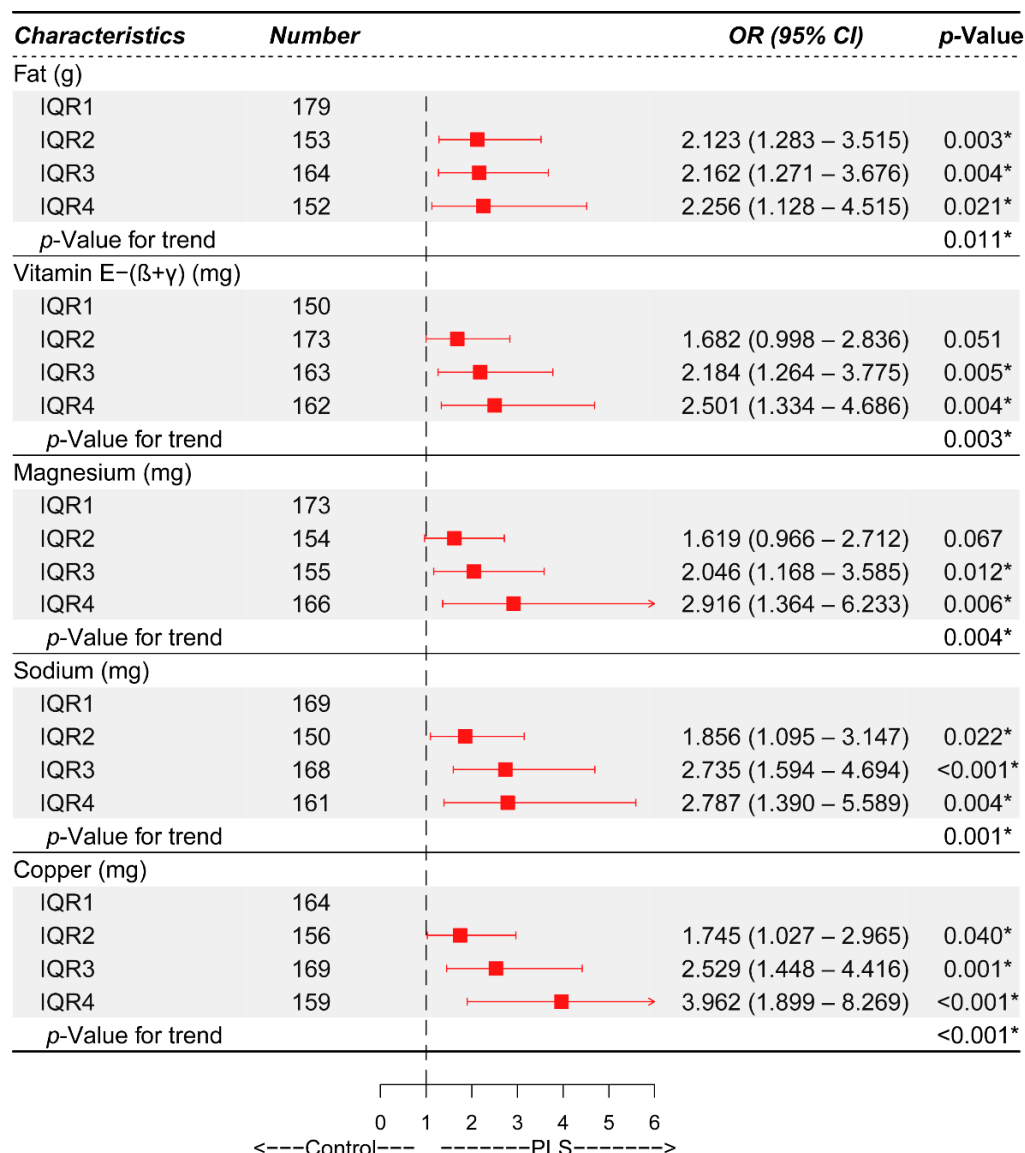 Characteristics Number OR (95% CI) p-Value
Fat (g)
IQR1 179
IQR2 153 2.123 (1.283 – 3.515) 0.003*
IQR3 164 2.162 (1.271 – 3.676) 0.004*
IQR4 152 2.256 (1.128 – 4.515) 0.021*
p-Value for trend 0.011*
Vitamin E−(ß+γ) (mg)
IQR1 150
IQR2 173 1.682 (0.998 – 2.836) 0.051
IQR3 163 2.184 (1.264 – 3.775) 0.005*
IQR4 162 2.501 (1.334 – 4.686) 0.004*
p-Value for trend 0.003*
Magnesium (mg)
IQR1 173
IQR2 154 1.619 (0.966 – 2.712) 0.067
IQR3 155 2.046 (1.168 – 3.585) 0.012*
IQR4 166 2.916 (1.364 – 6.233) 0.006*
p-Value for trend 0.004*
Sodium (mg)
IQR1 169
IQR2 150 1.856 (1.095 – 3.147) 0.022*
IQR3 168 2.735 (1.594 – 4.694) <0.001*
IQR4 161 2.787 (1.390 – 5.589) 0.004*
p-Value for trend 0.001*
Copper (mg)
IQR1 164
IQR2 156 1.745 (1.027 – 2.965) 0.040*
IQR3 169 2.529 (1.448 – 4.416) 0.001*
IQR4 159 3.962 (1.899 – 8.269) <0.001*
p-Value for trend <0.001*
0 1 2 3 4 5 6
<−−−Control−−− −−−−−−−PLS−−−−−−>